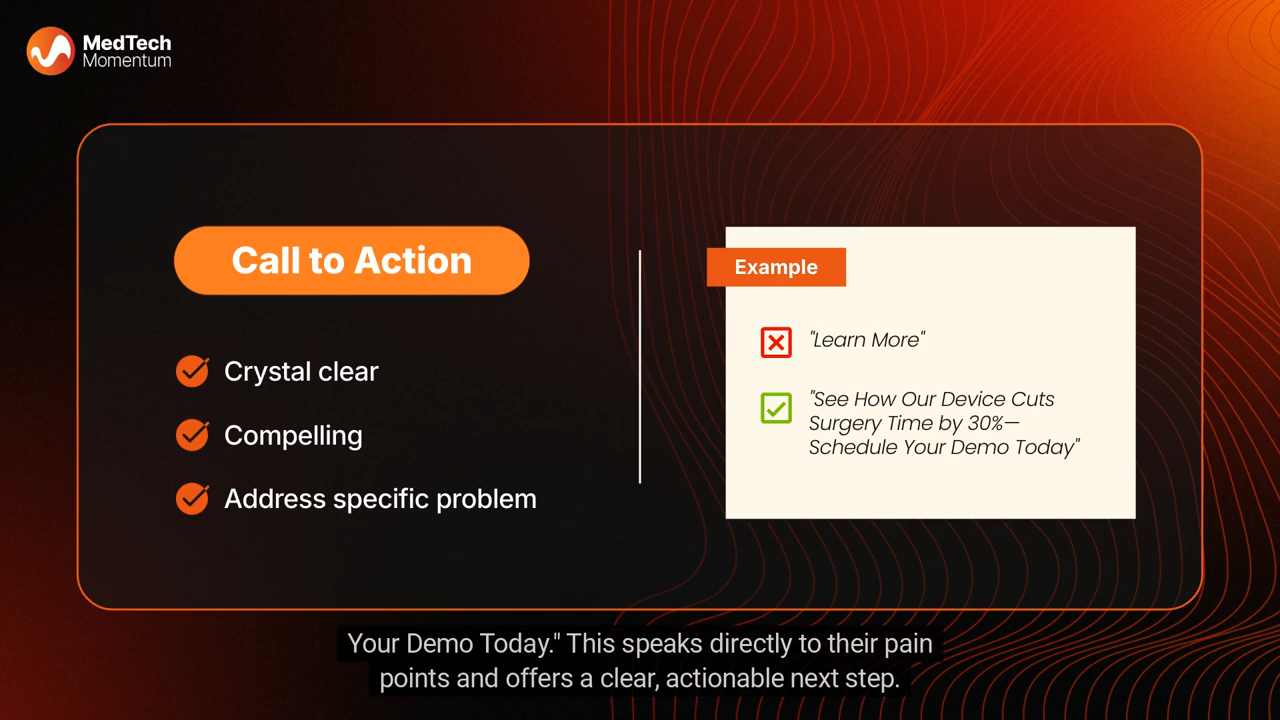 MedTech
Momentum
Call to Action
Crystal clear
Compelling
Address specific problem
Example
"Learn More"
"See How Our Device Cuts
Surgery Time by 30%—
Schedule Your Demo Today"
Your Demo Today." This speaks directly to their pain
points and offers a clear, actionable next step.